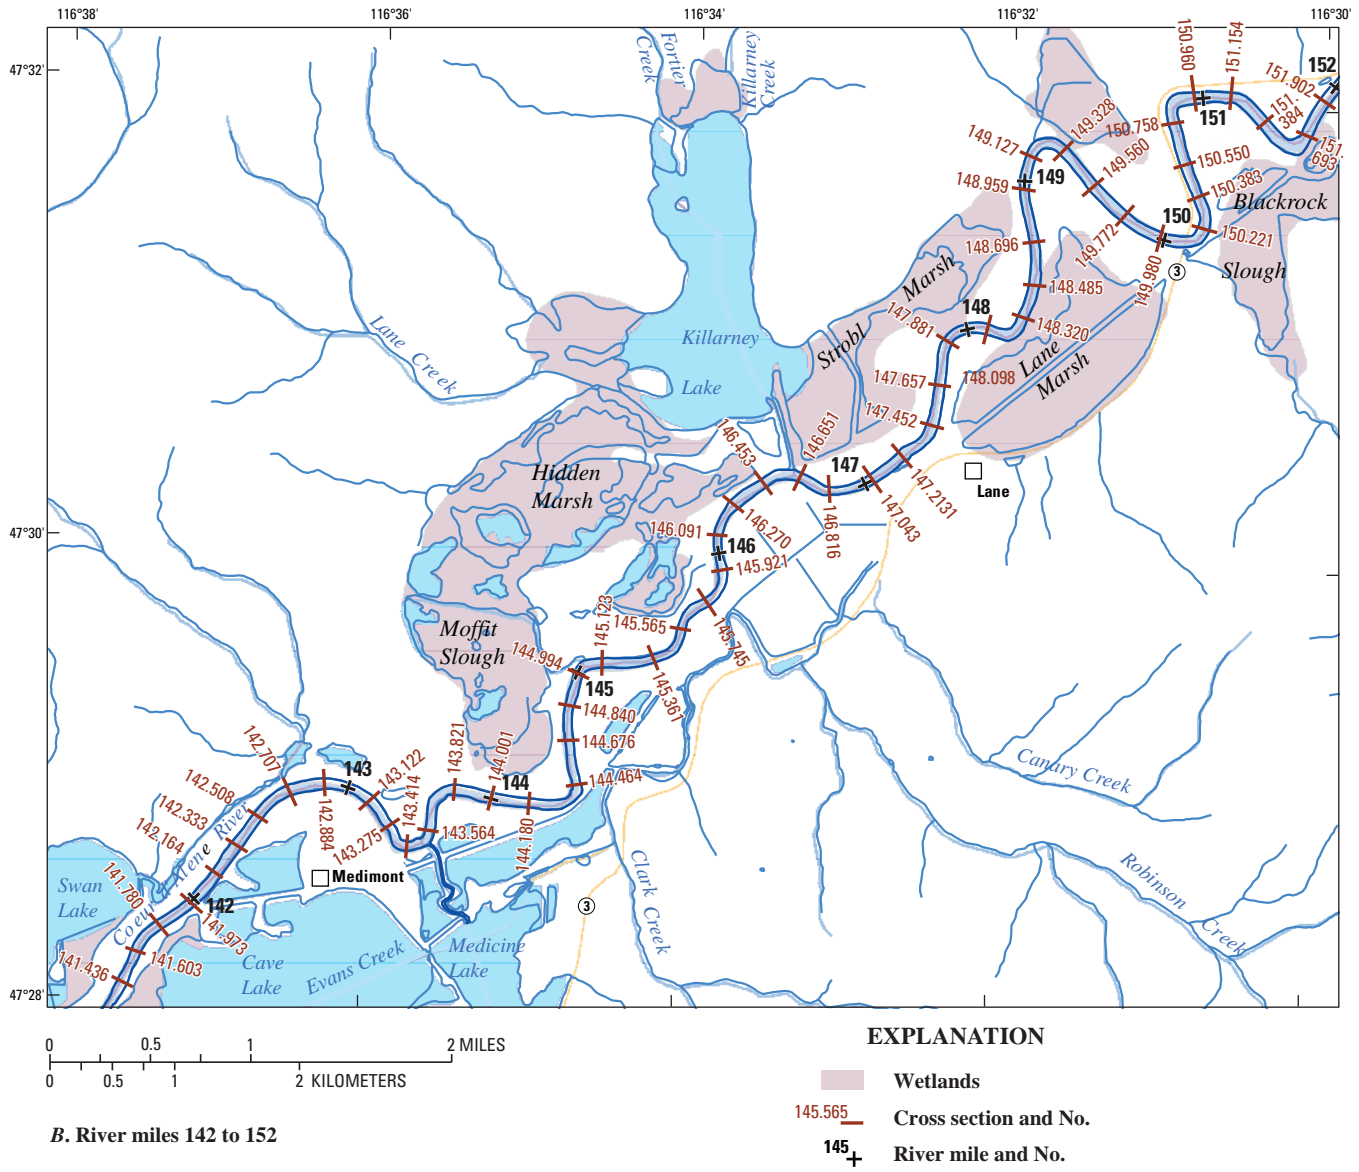 116°38'
116°36'
116°34'
116°32'
116°30'
47°32'
47°30'
47°28'
Fortier
Creek
Killarney
Creek
150.960
151.154
152
151.902
151.
384
151.
693
151
150.758
149.328
149.127
149.560
150.550
149
148.959
150.383
Blackrock
Slough
150
150.221
149.772
149.980
3
148.696
148.485
Marsh
Strobl
148
147.881
148.320
Lane
Marsh
Killarney
Lake
Lane Creek
147.657
148.098
147.452
146.651
146.453
147
147.2131
147.043
Lane
Hidden
Marsh
146.816
146.270
146.091
146
145.921
145.745
145.565
145.123
Moffit
Slough
144.994
145
145.361
144.840
144.676
144.464
144.001
143.821
144
144.180
143.564
143.414
143.122
143
142.707
142.884
143.275
142.508
142.333
142.164
Coeur d'Alene River
Medimont
Swan
Lake
141.780
142
141.973
141.603
141.436
Cave
Lake
Evans Creek
Medicine
Lake
3
Clark Creek
Canary Creek
Robinson
Creek
0 0.5 1 2 MILES
0 0.5 1 2 KILOMETERS
B. River miles 142 to 152
EXPLANATION
Wetlands
145.565 Cross section and No.
145 River mile and No.